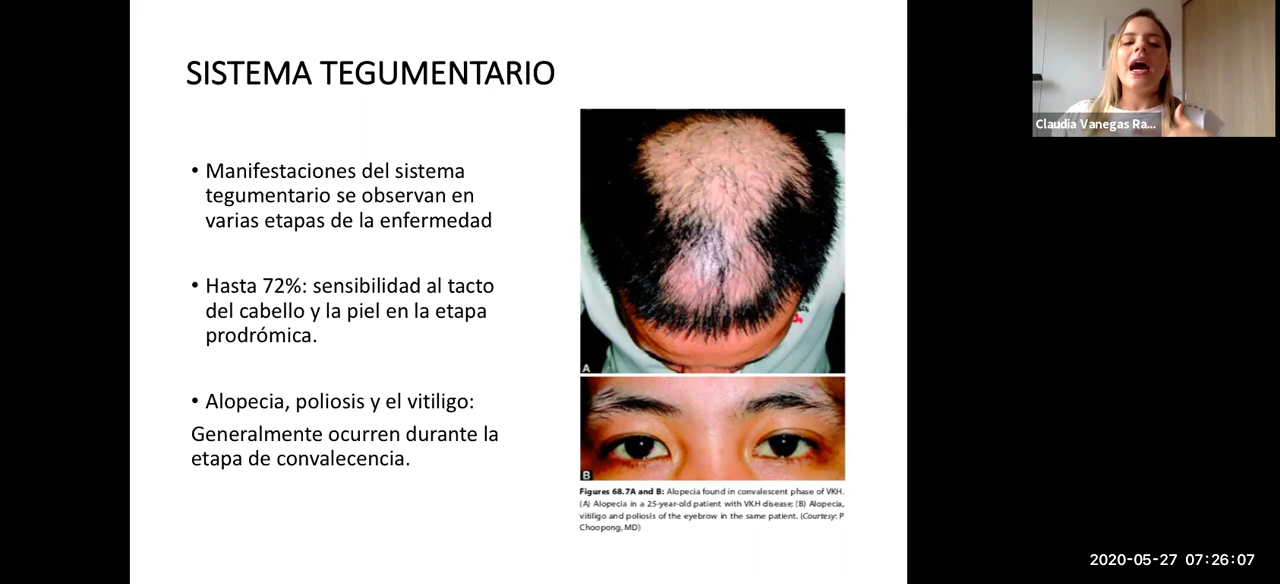 SISTEMA TEGUMENTARIO
• Manifestaciones del sistema
tegumentario se observan en
varias etapas de la enfermedad
• Hasta 72%: sensibilidad al tacto
del cabello y la piel en la etapa
prodrómica.
• Alopecia, poliosis y el vitiligo:
Generalmente ocurren durante la
etapa de convalecencia.
A
B
Figures 68.7A and B: Alopecia found in convalescent phase of VKH.
(A) Alopecia in a 25-year-old patient with VKH disease; (B) Alopecia,
vitiligo and poliosis of the eyebrow in the same patient. (Courtesy: P
Choopong, MD)
Claudia Vanegas Ra...
2020-05-27 07:26:07